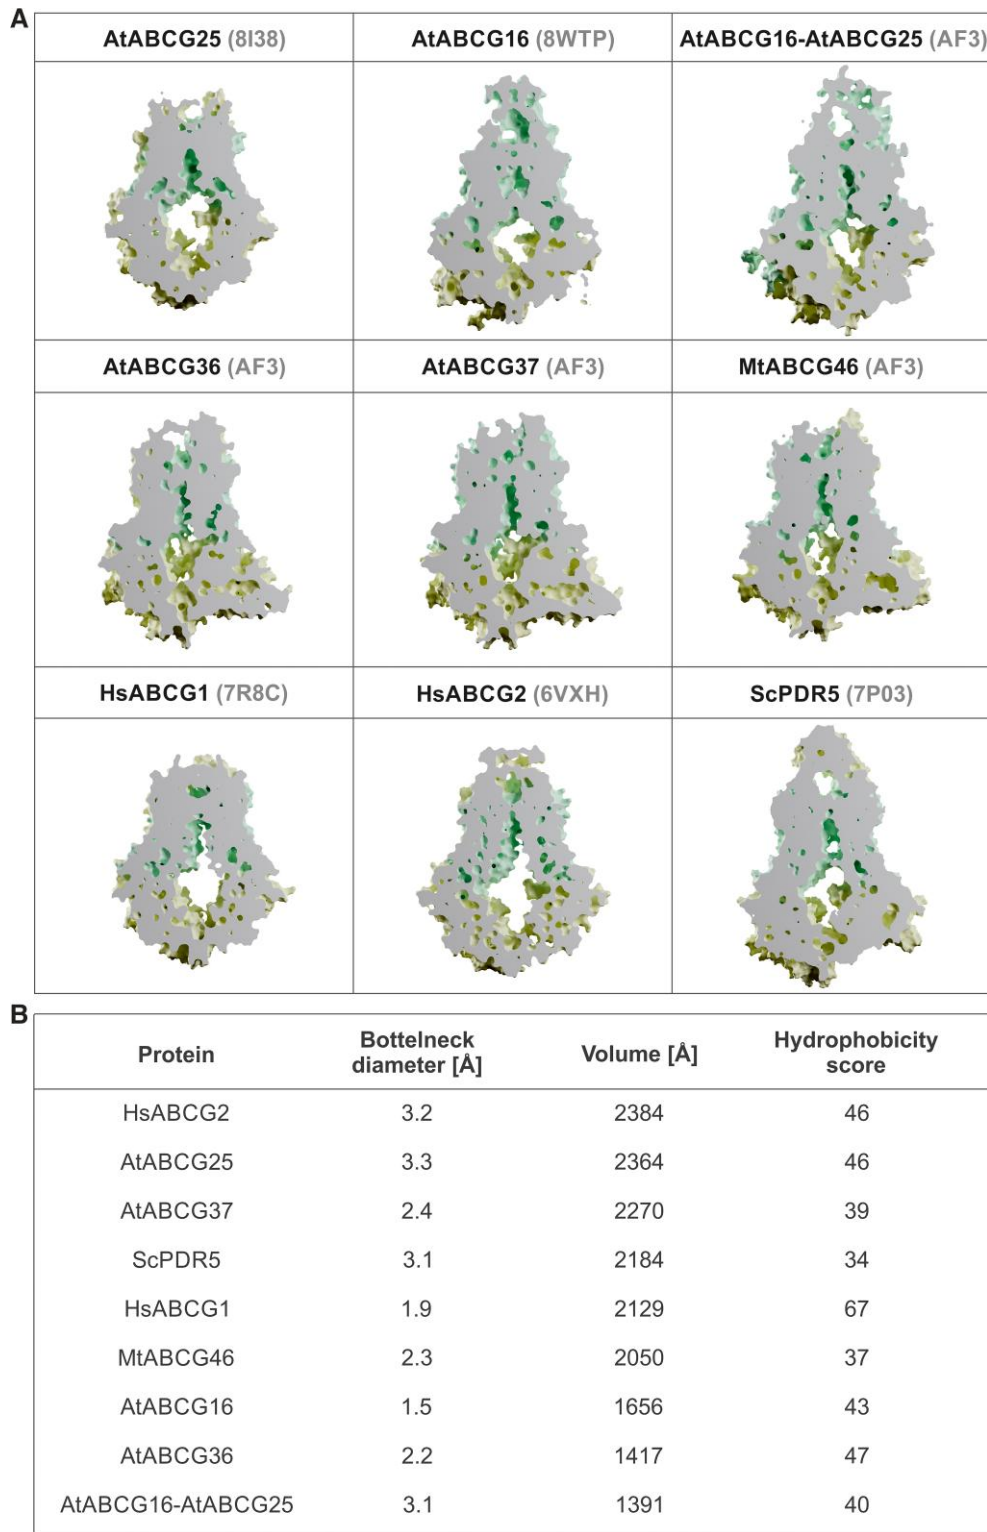 A
AtABCG25 (8I38) AtABCG16 (8WTP) AtABCG16-AtABCG25 (AF3)
AtABCG36 (AF3) AtABCG37 (AF3) MtABCG46 (AF3)
HsABCG1 (7R8C) HsABCG2 (6VXH) ScPDR5 (7P03)
B
Protein Bottelneck diameter [Å] Volume [Å] Hydrophobicity score
HsABCG2 3.2 2384 46
AtABCG25 3.3 2364 46
AtABCG37 2.4 2270 39
ScPDR5 3.1 2184 34
HsABCG1 1.9 2129 67
MtABCG46 2.3 2050 37
AtABCG16 1.5 1656 43
AtABCG36 2.2 1417 47
AtABCG16-AtABCG25 3.1 1391 40